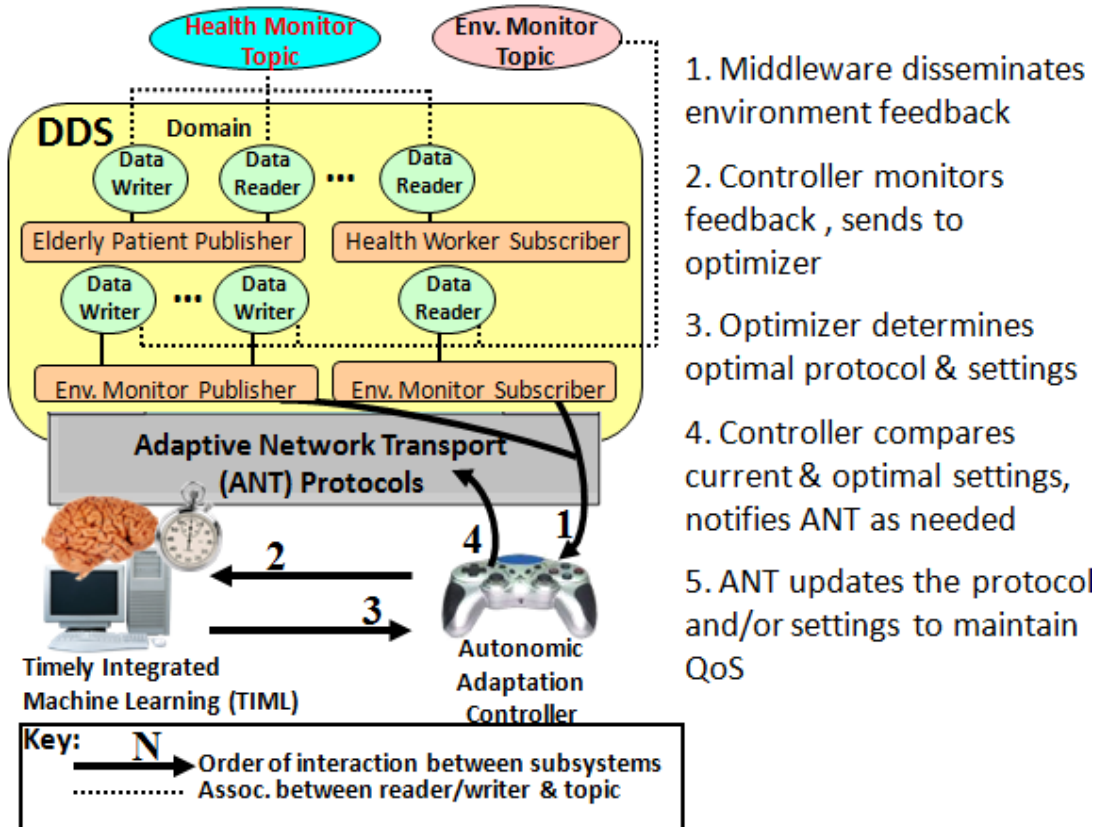 Health Monitor
Topic
Env. Monitor
Topic
DDS
Domain
Data
Writer
Data
Reader
...
Data
Reader
Elderly Patient Publisher
Health Worker Subscriber
Data
Writer
...
Data
Writer
Data
Reader
Env. Monitor Publisher
Env. Monitor Subscriber
Adaptive Network Transport
(ANT) Protocols
1
4
2
3
Timely Integrated
Machine Learning (TIML)
Autonomic
Adaptation
Controller
Key:
N
Order of interaction between subsystems
Assoc. between reader/writer & topic
1. Middleware disseminates
environment feedback
2. Controller monitors
feedback , sends to
optimizer
3. Optimizer determines
optimal protocol & settings
4. Controller compares
current & optimal settings,
notifies ANT as needed
5. ANT updates the protocol
and/or settings to maintain
QoS